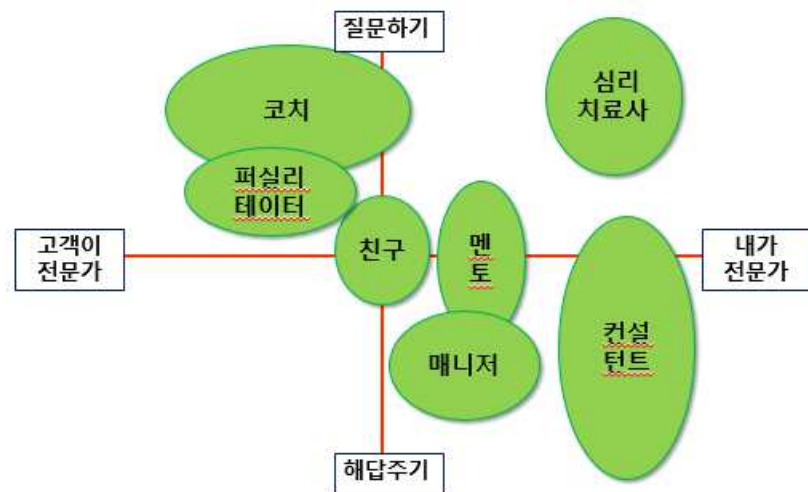 질문하기
코치
심리
치료사
퍼실리
테이터
고객이
전문가
친구
멘
토
내가
전문가
매니저
컨설
턴트
해답주기